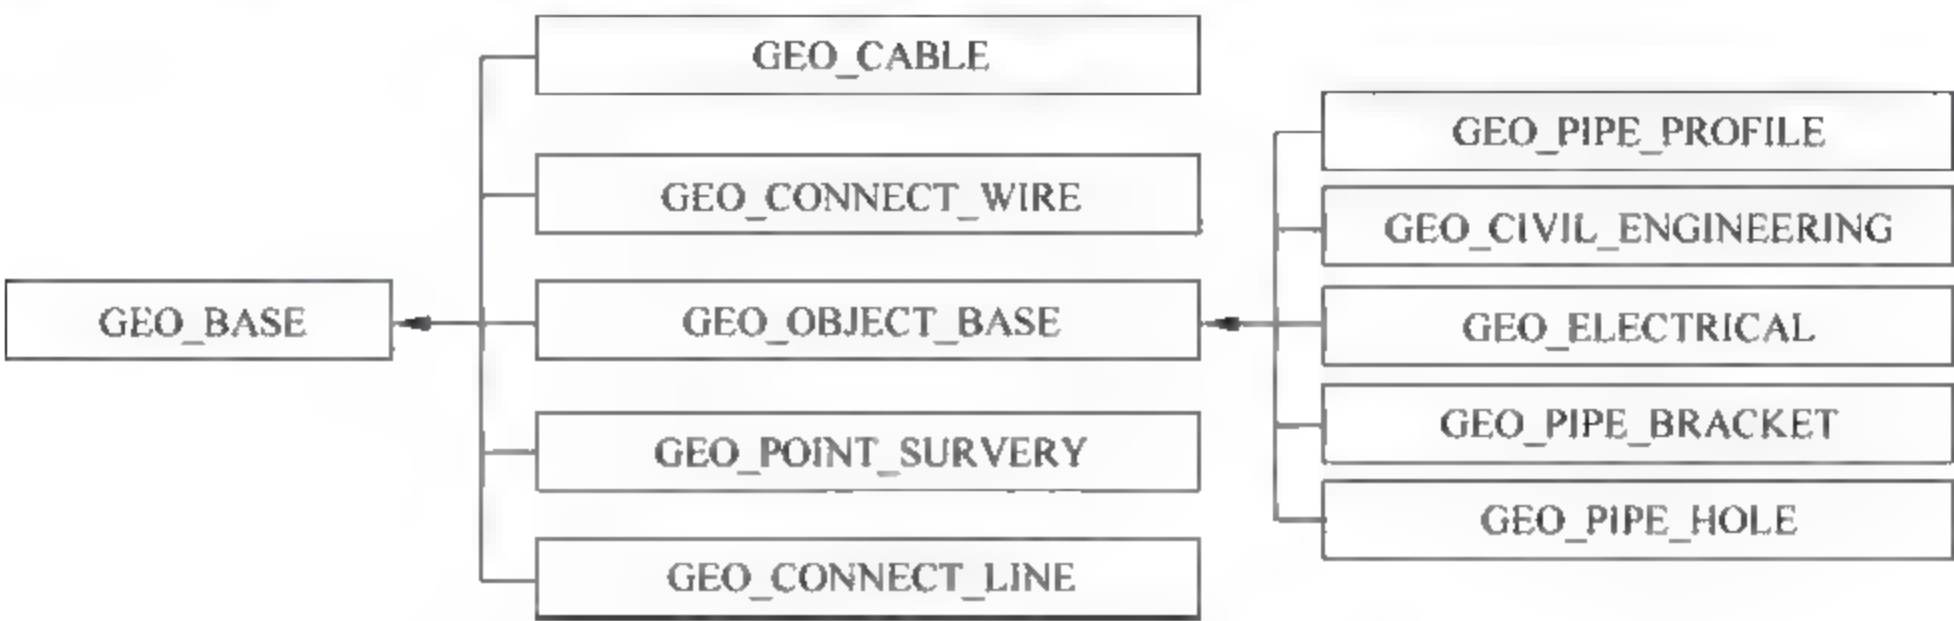 GEO_BASE
GEO_CABLE
GEO_CONNECT_WIRE
GEO_OBJECT_BASE
GEO_POINT_SURVERY
GEO_CONNECT_LINE
GEO_PIPE_PROFILE
GEO_CIVIL_ENGINEERING
GEO_ELECTRICAL
GEO_PIPE_BRACKET
GEO_PIPE_HOLE